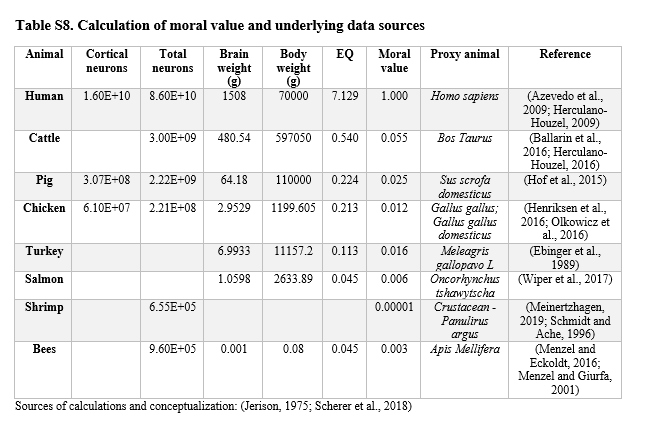 Table S8. Calculation of moral value and underlying data sources
Animal Cortical neurons Total neurons Brain weight (g) Body weight (g) EQ Moral value Proxy animal Reference
Human 1.60E+10 8.60E+10 1508 70000 7.129 1.000 Homo sapiens (Azevedo et al., 2009; Herculano-Houzel, 2009)
Cattle 3.00E+09 480.54 597050 0.540 0.055 Bos Taurus (Ballarin et al., 2016; Herculano-Houzel, 2016)
Pig 3.07E+08 2.22E+09 64.18 110000 0.224 0.025 Sus scrofa domesticus (Hof et al., 2015)
Chicken 6.10E+07 2.21E+08 2.9529 1199.605 0.213 0.012 Gallus gallus; Gallus gallus domesticus (Henriksen et al., 2016; Olkowicz et al., 2016)
Turkey 6.9933 11157.2 0.113 0.016 Meleagris gallopavo L (Ebinger et al., 1989)
Salmon 1.0598 2633.89 0.045 0.006 Oncorhynchus tshawytscha (Wiper et al., 2017)
Shrimp 6.55E+05 0.00001 Crustacean - Panulirus argus (Meinertzhagen, 2019; Schmidt and Ache, 1996)
Bees 9.60E+05 0.001 0.08 0.045 0.003 Apis Mellifera (Menzel and Eckoldt, 2016; Menzel and Giurfa, 2001)
Sources of calculations and conceptualization: (Jerison, 1975; Scherer et al., 2018)